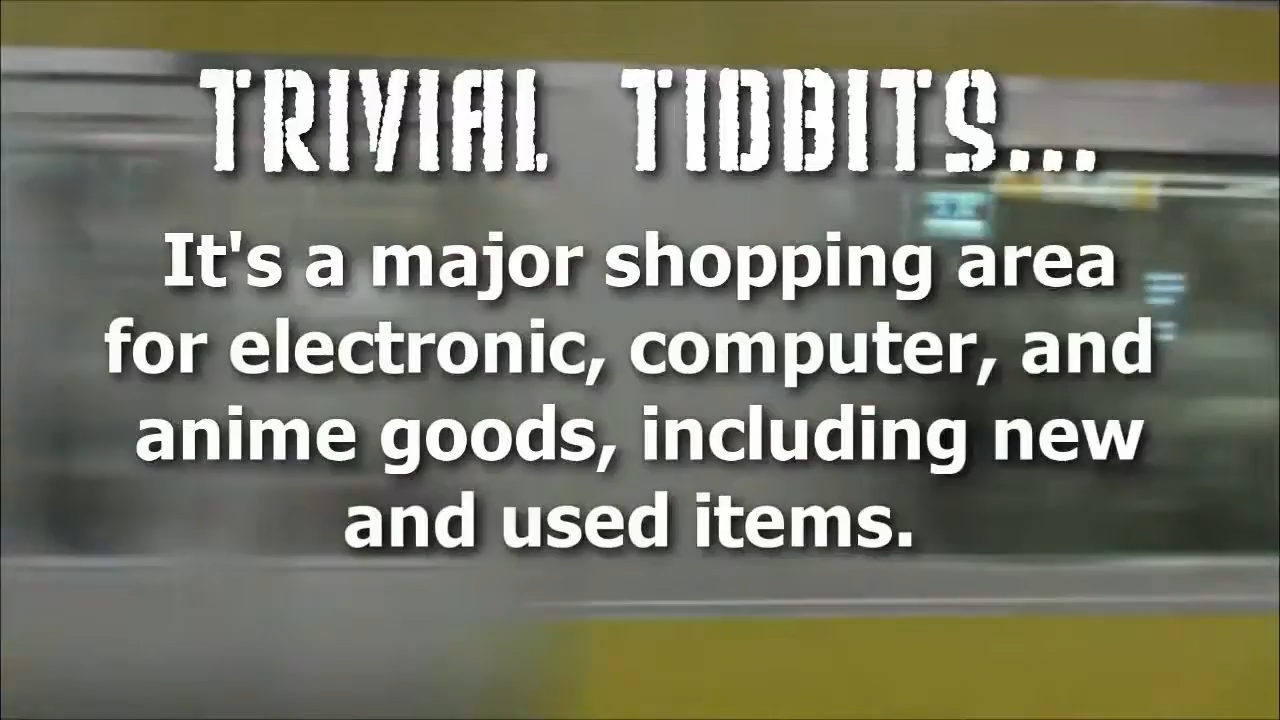 TRIVIAL TIDBITS...
It's a major shopping area
for electronic, computer, and
anime goods, including new
and used items.